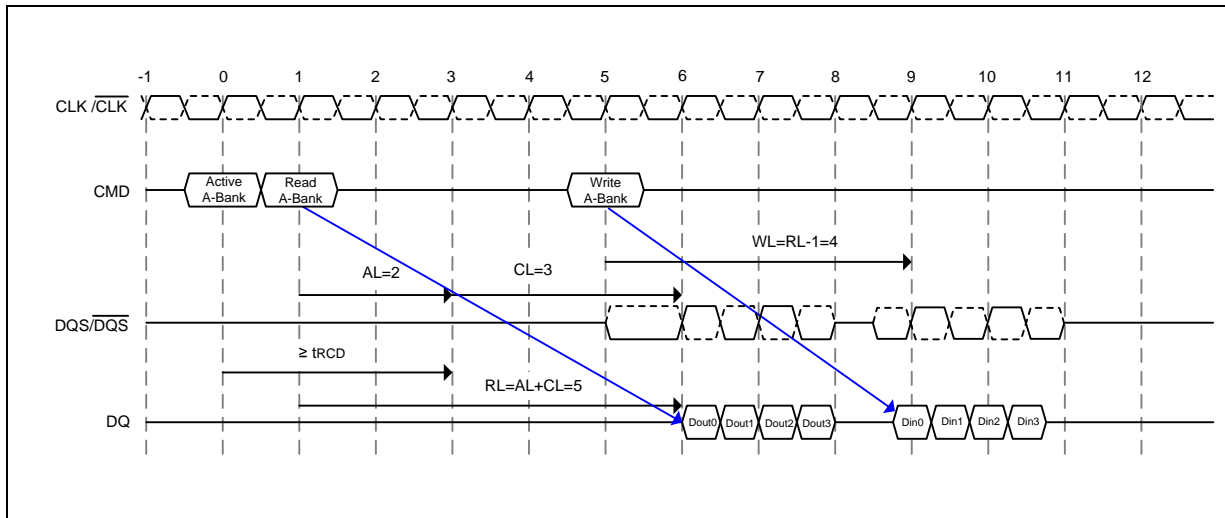 -1 0 1 2 3 4 5 6 7 8 9 10 11 12
CLK /CLK
CMD
Active
A-Bank
Read
A-Bank
Write
A-Bank
WL=RL-1=4
AL=2
CL=3
DQS/DQS
≥ tRCD
RL=AL+CL=5
DQ
Dout0 Dout1 Dout2 Dout3 Din0 Din1 Din2 Din3